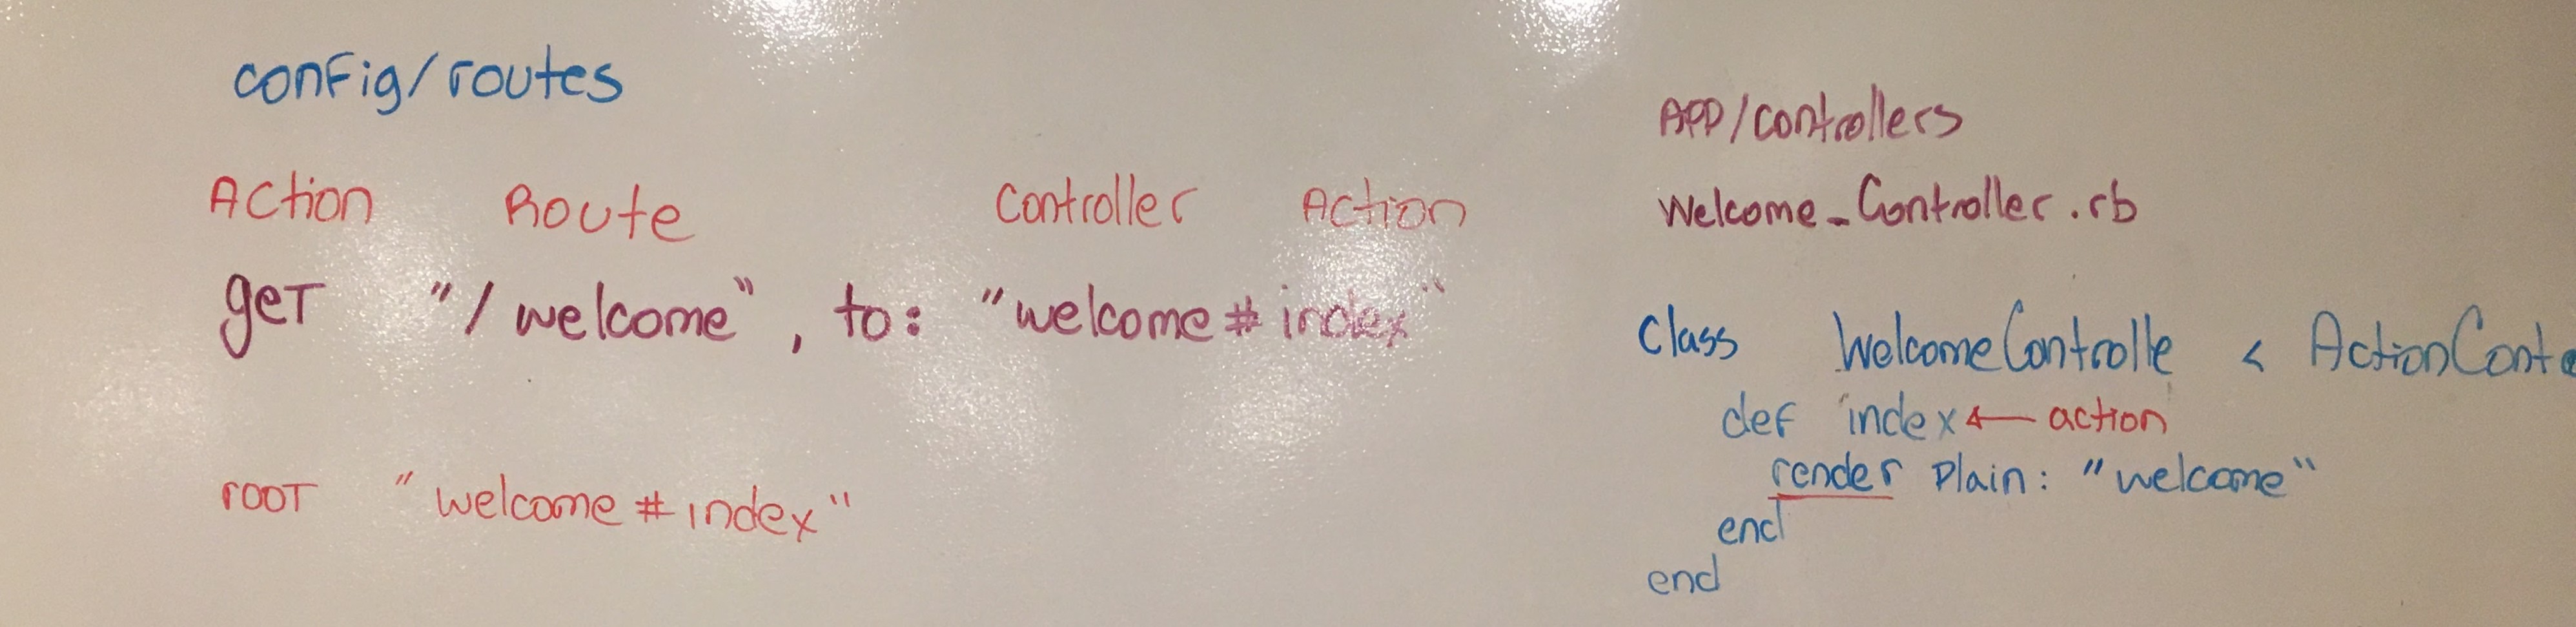 config/routes
Action Route Controller Action
get "/welcome", to: "welcome#index"
root "welcome#index"
App/controllers
Welcome_Controller.rb
Class WelcomeControlle < ActionConte
def index ← action
render plain: "welcome"
end
end